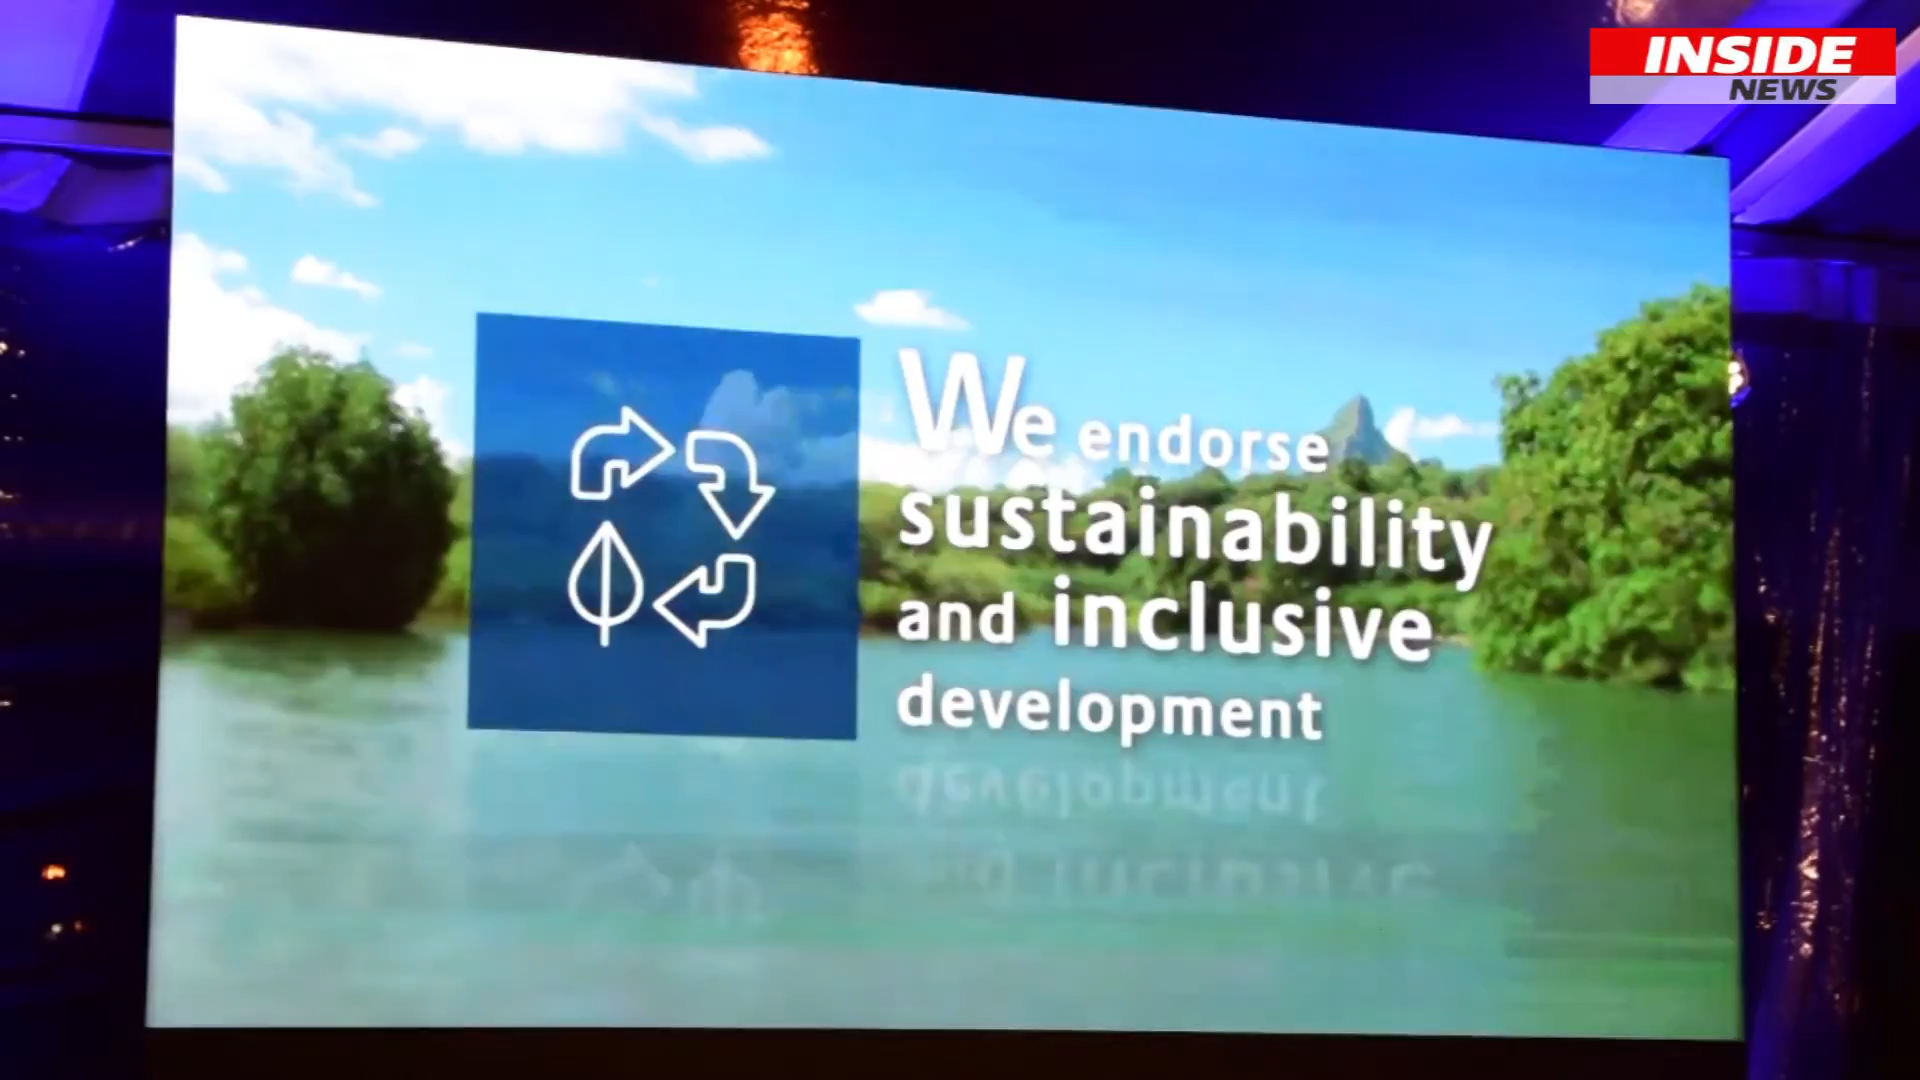 INSIDE
NEWS
We endorse
sustainability
and inclusive
development